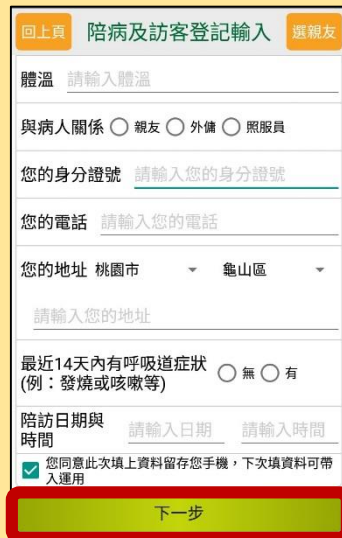 回上頁 陪病及訪客登記輸入 選親友
體溫 請輸入體溫
與病人關係 親友 外傭 照服員
您的身分證號 請輸入您的身分證號
您的電話 請輸入您的電話
您的地址 桃園市 龜山區
請輸入您的地址
最近14天內有呼吸道症狀 無 有
(例：發燒或咳嗽等)
陪訪日期與
時間 請輸入日期 請輸入時間
您同意此次填上資料留存您手機，下次填資料可帶
入運用
下一步